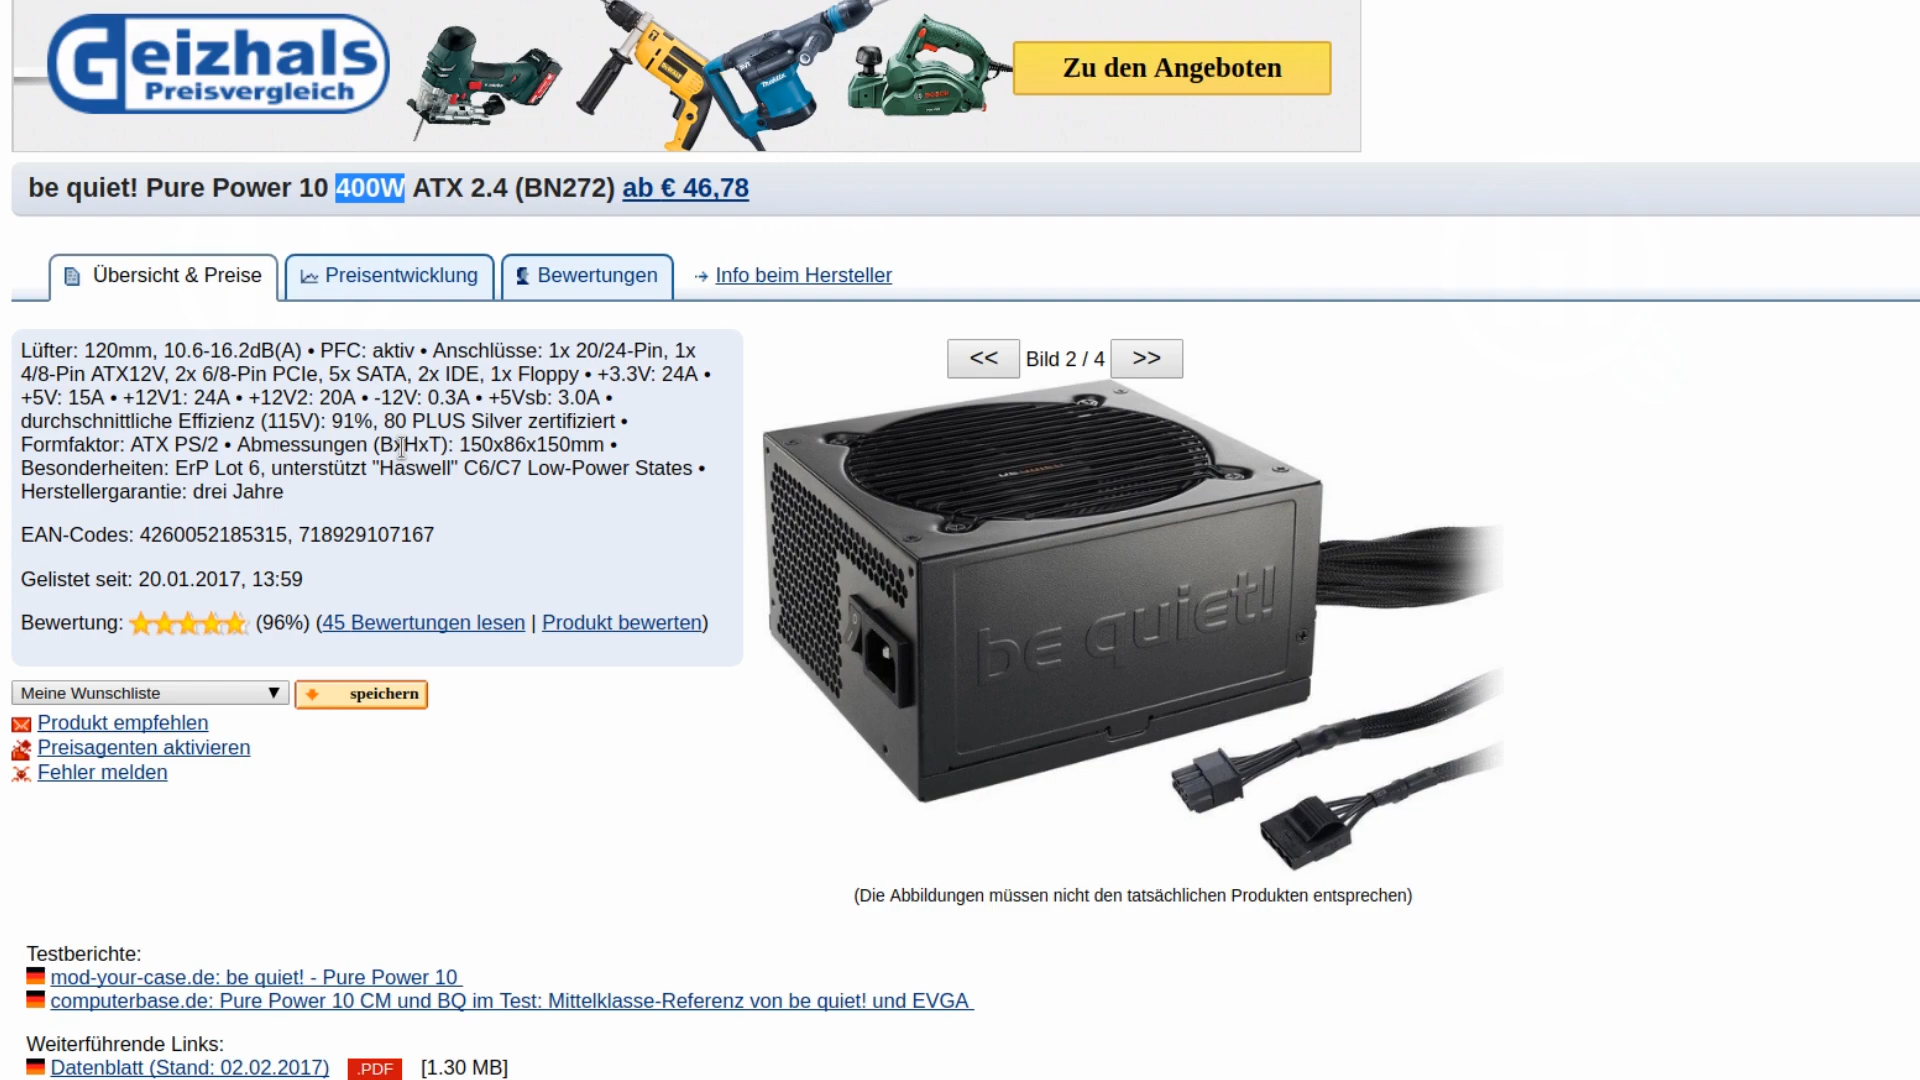 Geizhals
Preisvergleich
Zu den Angeboten
be quiet! Pure Power 10 400W ATX 2.4 (BN272) ab € 46,78
Übersicht & Preise
Preisentwicklung
Bewertungen
Info beim Hersteller
Lüfter: 120mm, 10.6-16.2dB(A) • PFC: aktiv • Anschlüsse: 1x 20/24-Pin, 1x
4/8-Pin ATX12V, 2x 6/8-Pin PCIe, 5x SATA, 2x IDE, 1x Floppy • +3.3V: 24A •
+5V: 15A • +12V1: 24A • +12V2: 20A • -12V: 0.3A • +5Vsb: 3.0A •
durchschnittliche Effizienz (115V): 91%, 80 PLUS Silver zertifiziert •
Formfaktor: ATX PS/2 • Abmessungen (BxHxT): 150x86x150mm •
Besonderheiten: ErP Lot 6, unterstützt "Haswell" C6/C7 Low-Power States •
Herstellergarantie: drei Jahre
EAN-Codes: 4260052185315, 718929107167
Gelistet seit: 20.01.2017, 13:59
Bewertung: (96%) (45 Bewertungen lesen | Produkt bewerten)
Meine Wunschliste ▼
speichern
Produkt empfehlen
Preisagenten aktivieren
Fehler melden
<< Bild 2 / 4 >>
be quiet!
(Die Abbildungen müssen nicht den tatsächlichen Produkten entsprechen)
Testberichte:
mod-your-case.de: be quiet! - Pure Power 10
computerbase.de: Pure Power 10 CM und BQ im Test: Mittelklasse-Referenz von be quiet! und EVGA
Weiterführende Links:
Datenblatt (Stand: 02.02.2017) .PDF [1.30 MB]